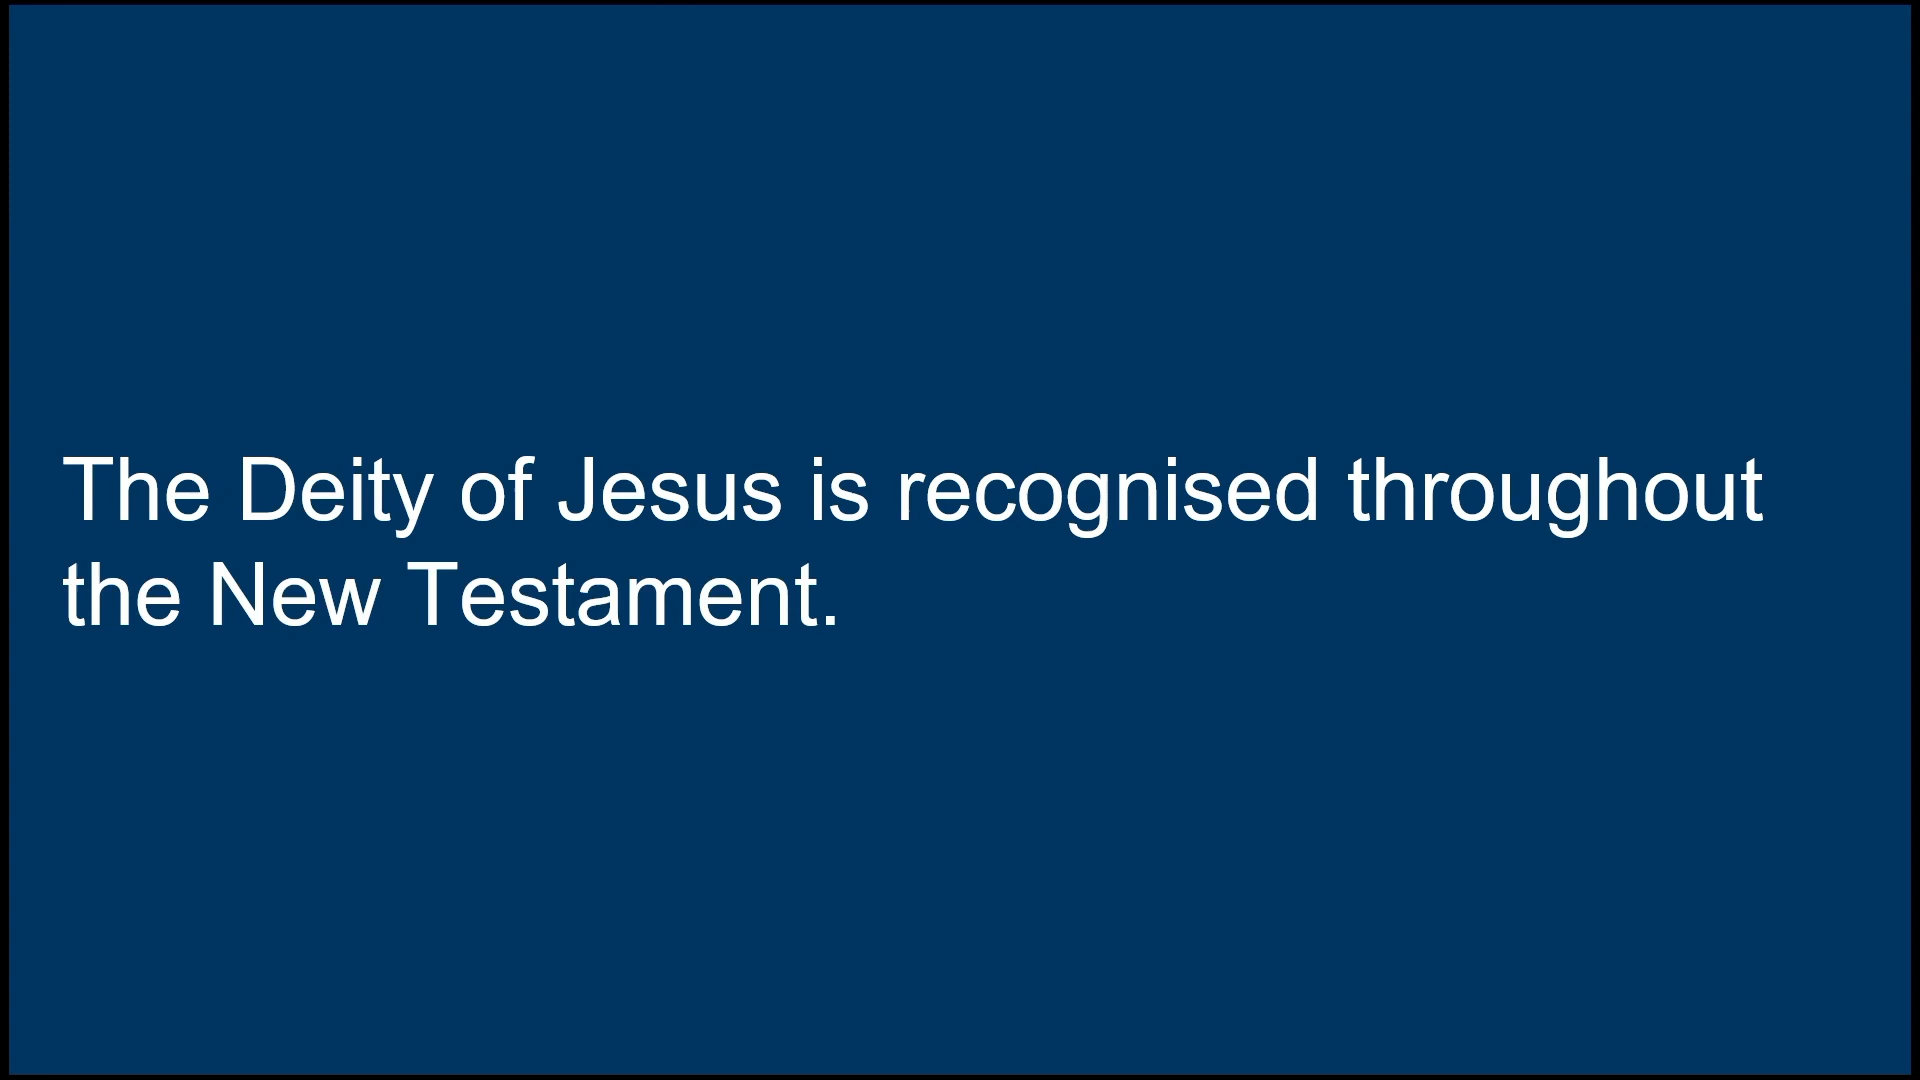 The Deity of Jesus is recognised throughout
the New Testament.